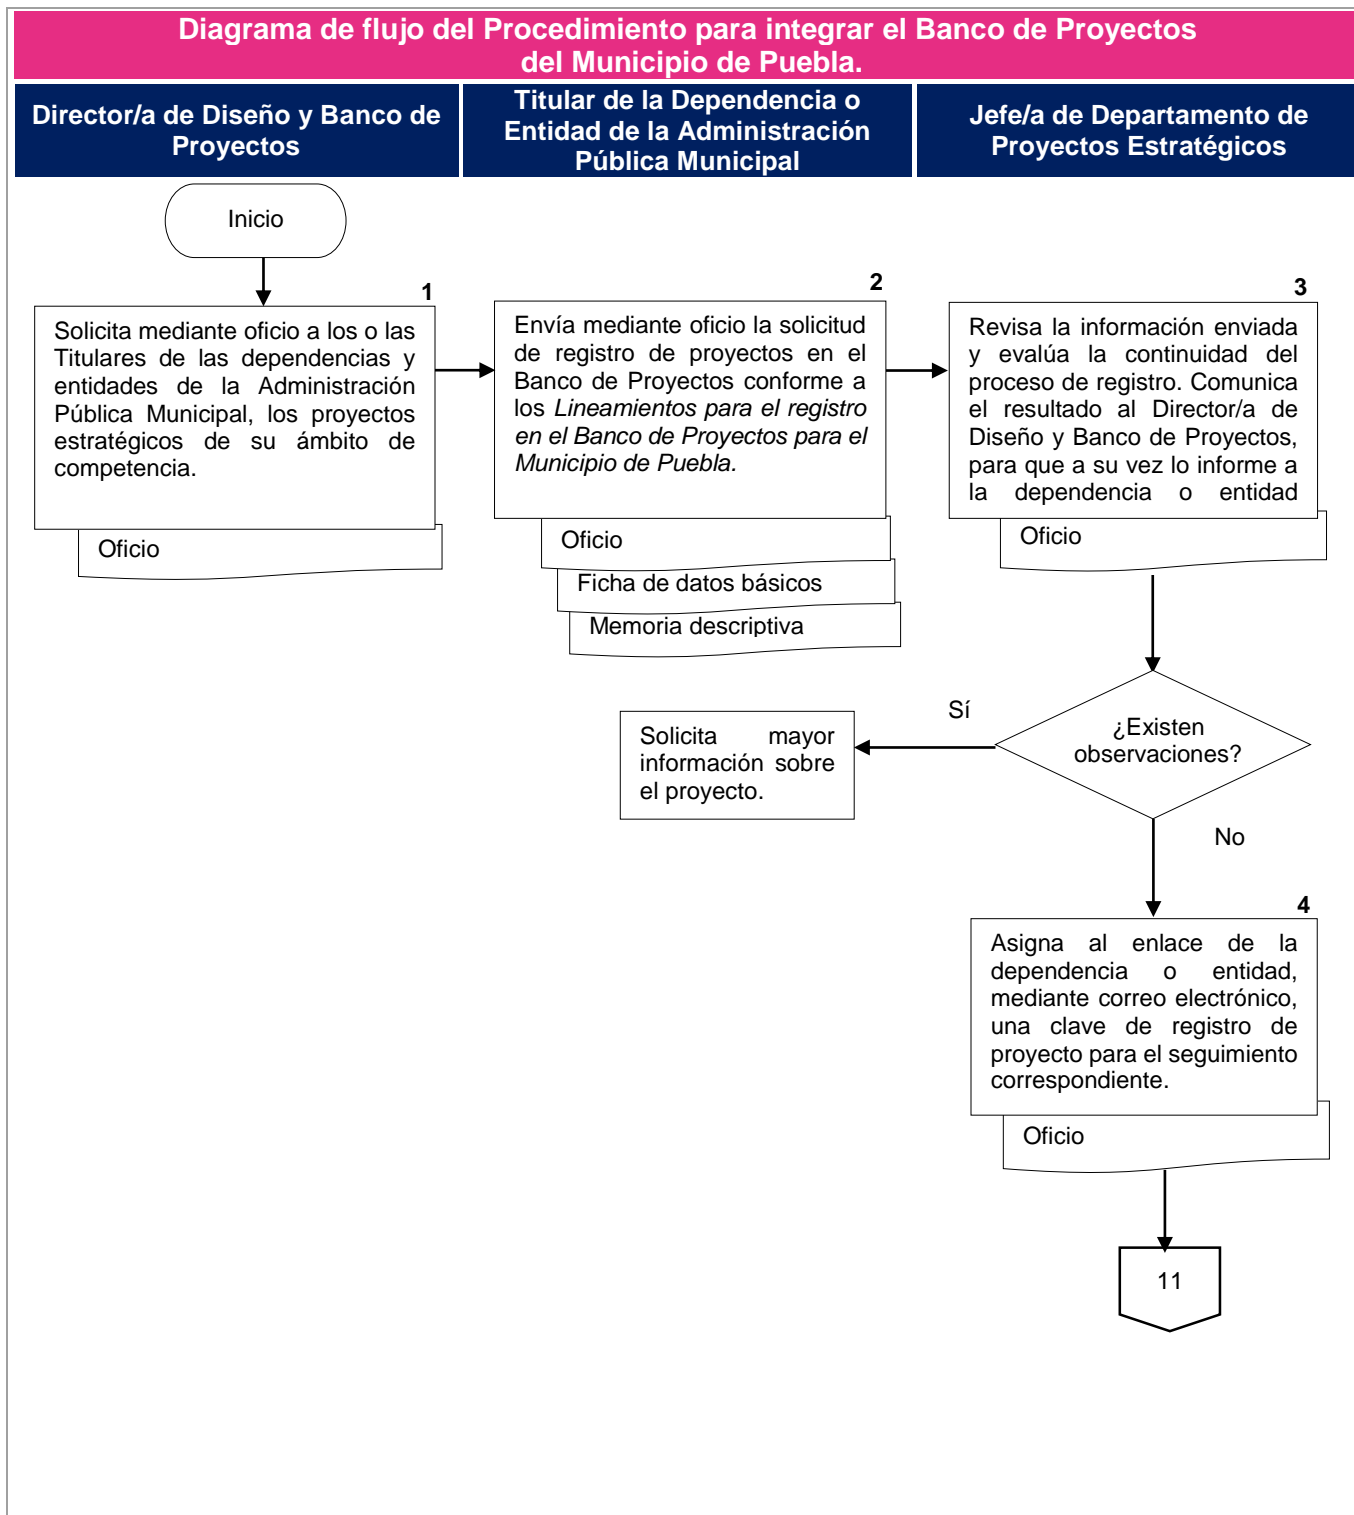 Diagrama de flujo del Procedimiento para integrar el Banco de Proyectos
del Municipio de Puebla.
Director/a de Diseño y Banco de
Proyectos
Titular de la Dependencia o
Entidad de la Administración
Pública Municipal
Jefe/a de Departamento de
Proyectos Estratégicos
Inicio
1
Solicita mediante oficio a los o las
Titulares de las dependencias y
entidades de la Administración
Pública Municipal, los proyectos
estratégicos de su ámbito de
competencia.
Oficio
2
Envía mediante oficio la solicitud
de registro de proyectos en el
Banco de Proyectos conforme a
los Lineamientos para el registro
en el Banco de Proyectos para el
Municipio de Puebla.
Oficio
Ficha de datos básicos
Memoria descriptiva
3
Revisa la información enviada
y evalúa la continuidad del
proceso de registro. Comunica
el resultado al Director/a de
Diseño y Banco de Proyectos,
para que a su vez lo informe a
la dependencia o entidad
Oficio
¿Existen
observaciones?
Sí
Solicita mayor
información sobre
el proyecto.
No
4
Asigna al enlace de la
dependencia o entidad,
mediante correo electrónico,
una clave de registro de
proyecto para el seguimiento
correspondiente.
Oficio
11